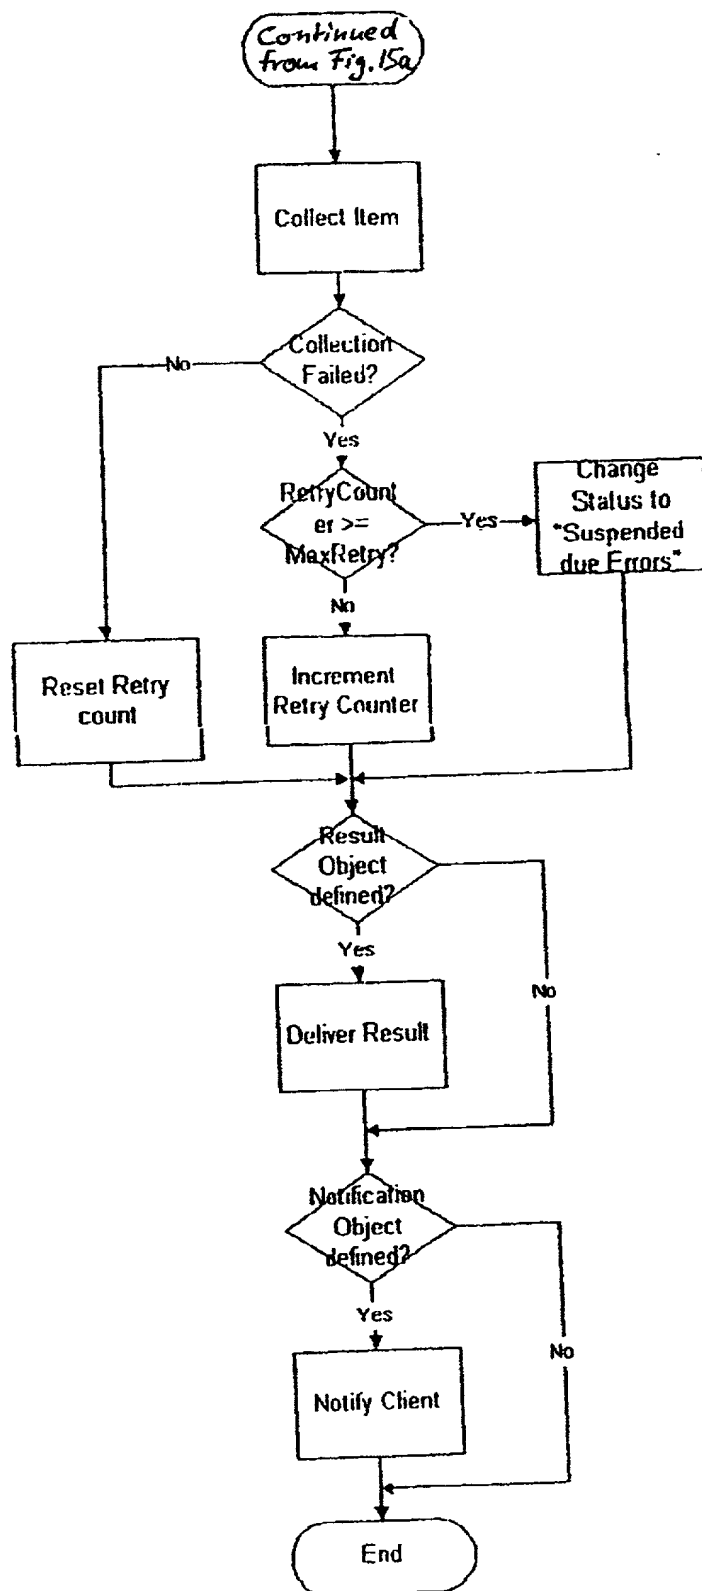 Continued
from Fig. 15a
Collect Item
Collection
Failed?
No
Yes
RetryCount
er >=
MaxRetry?
Yes
Change
Status to
"Suspended
due Errors"
No
Reset Retry
count
Increment
Retry Counter
Result
Object
defined?
Yes
No
Deliver Result
Notification
Object
defined?
Yes
No
Notify Client
End